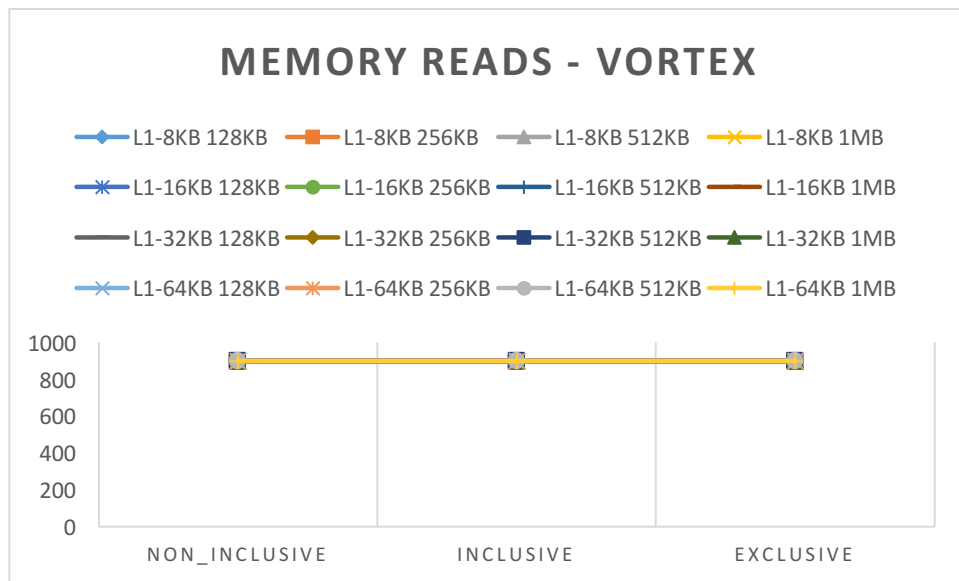 MEMORY READS - VORTEX
L1-8KB 128KB L1-8KB 256KB L1-8KB 512KB L1-8KB 1MB
L1-16KB 128KB L1-16KB 256KB L1-16KB 512KB L1-16KB 1MB
L1-32KB 128KB L1-32KB 256KB L1-32KB 512KB L1-32KB 1MB
L1-64KB 128KB L1-64KB 256KB L1-64KB 512KB L1-64KB 1MB
1000
800
600
400
200
0
NON_INCLUSIVE INCLUSIVE EXCLUSIVE